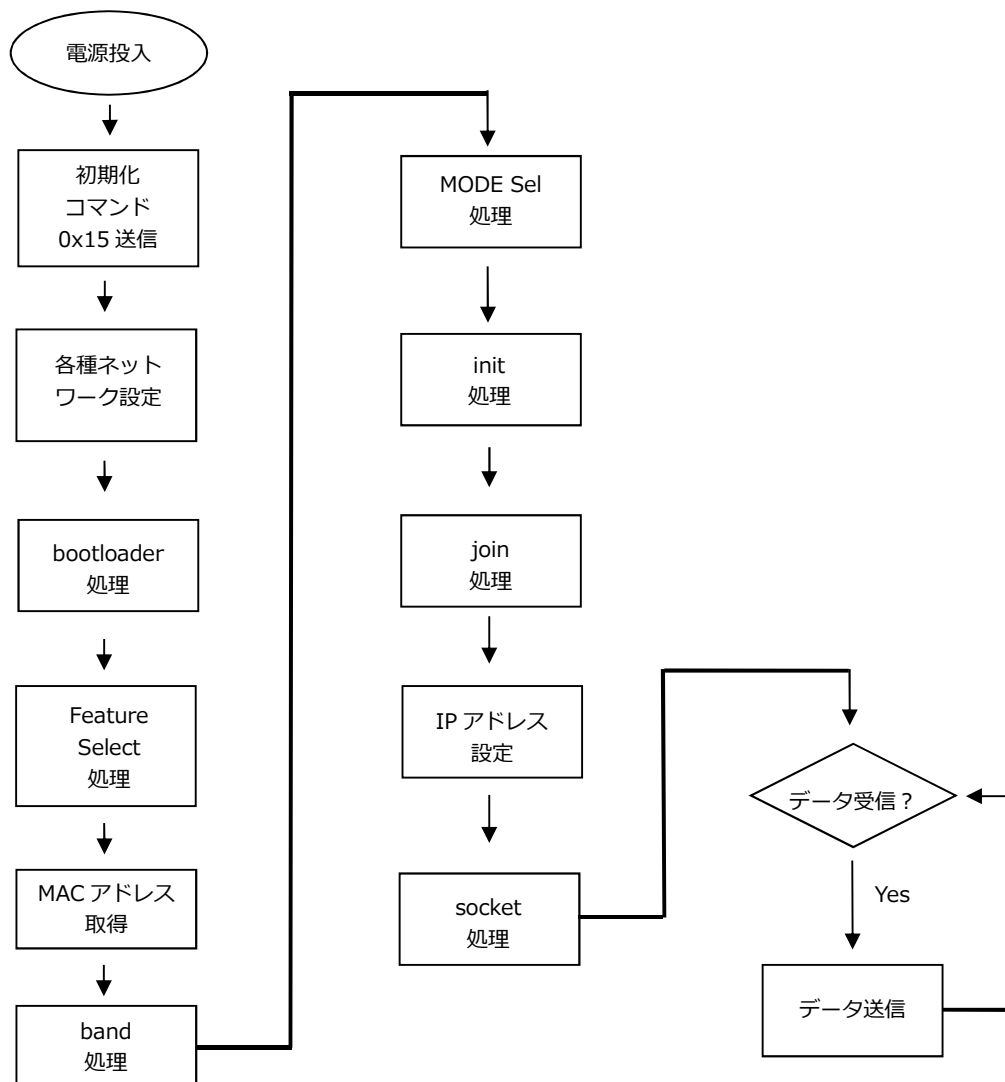 電源投入
初期化
コマンド
0x15 送信
各種ネット
ワーク設定
bootloader
処理
Feature
Select
処理
MAC アドレス
取得
band
処理
MODE Sel
処理
init
処理
join
処理
IP アドレス
設定
socket
処理
データ受信？
Yes
データ送信